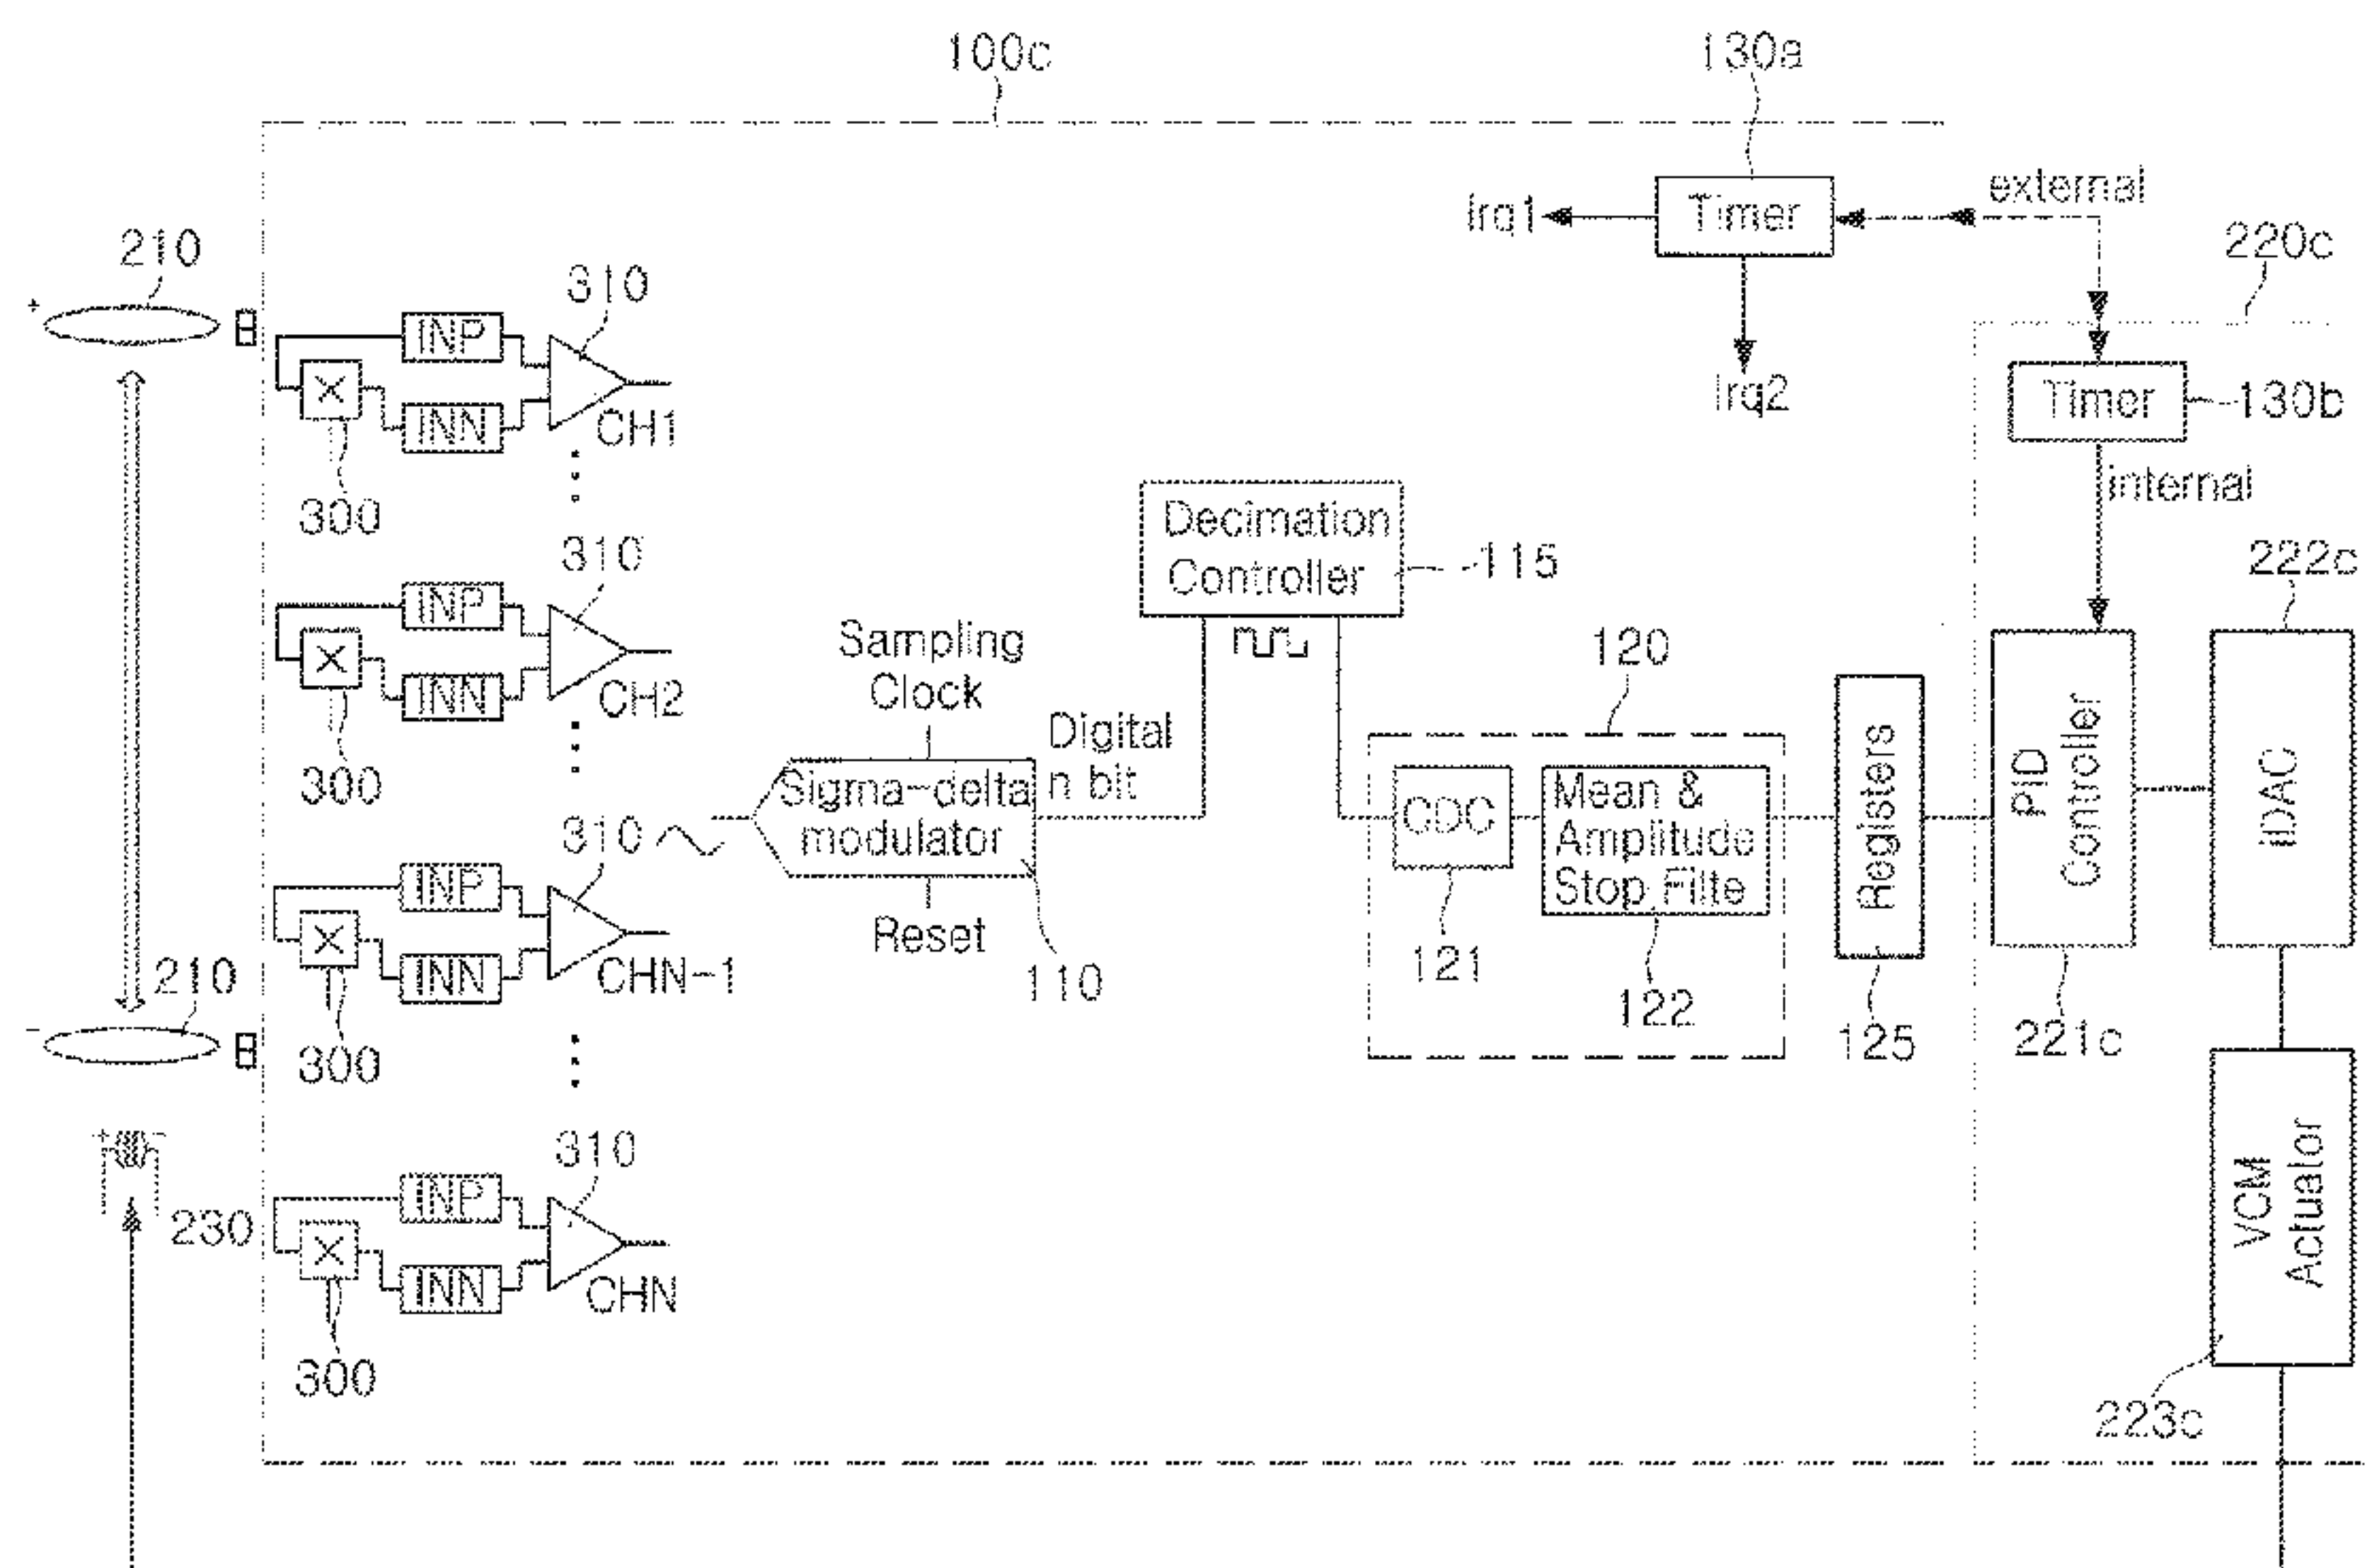 100c
130a
Irq1
Timer
external
Irq2
220c
Timer
130b
internal
210
+
310
INP
INN
CH1
300
310
INP
INN
CH2
300
310
INP
INN
CHN-1
300
210
-
+ -
230
310
INP
INN
CHN
300
Sampling
Clock
Sigma-delta
modulator
Reset
110
Digital
n bit
Decimation
Controller
115
120
CDC
121
Mean &
Amplitude
Stop Filte
122
Registers
125
PID
Controller
221c
222c
iDAC
VCM
Actuator
223c